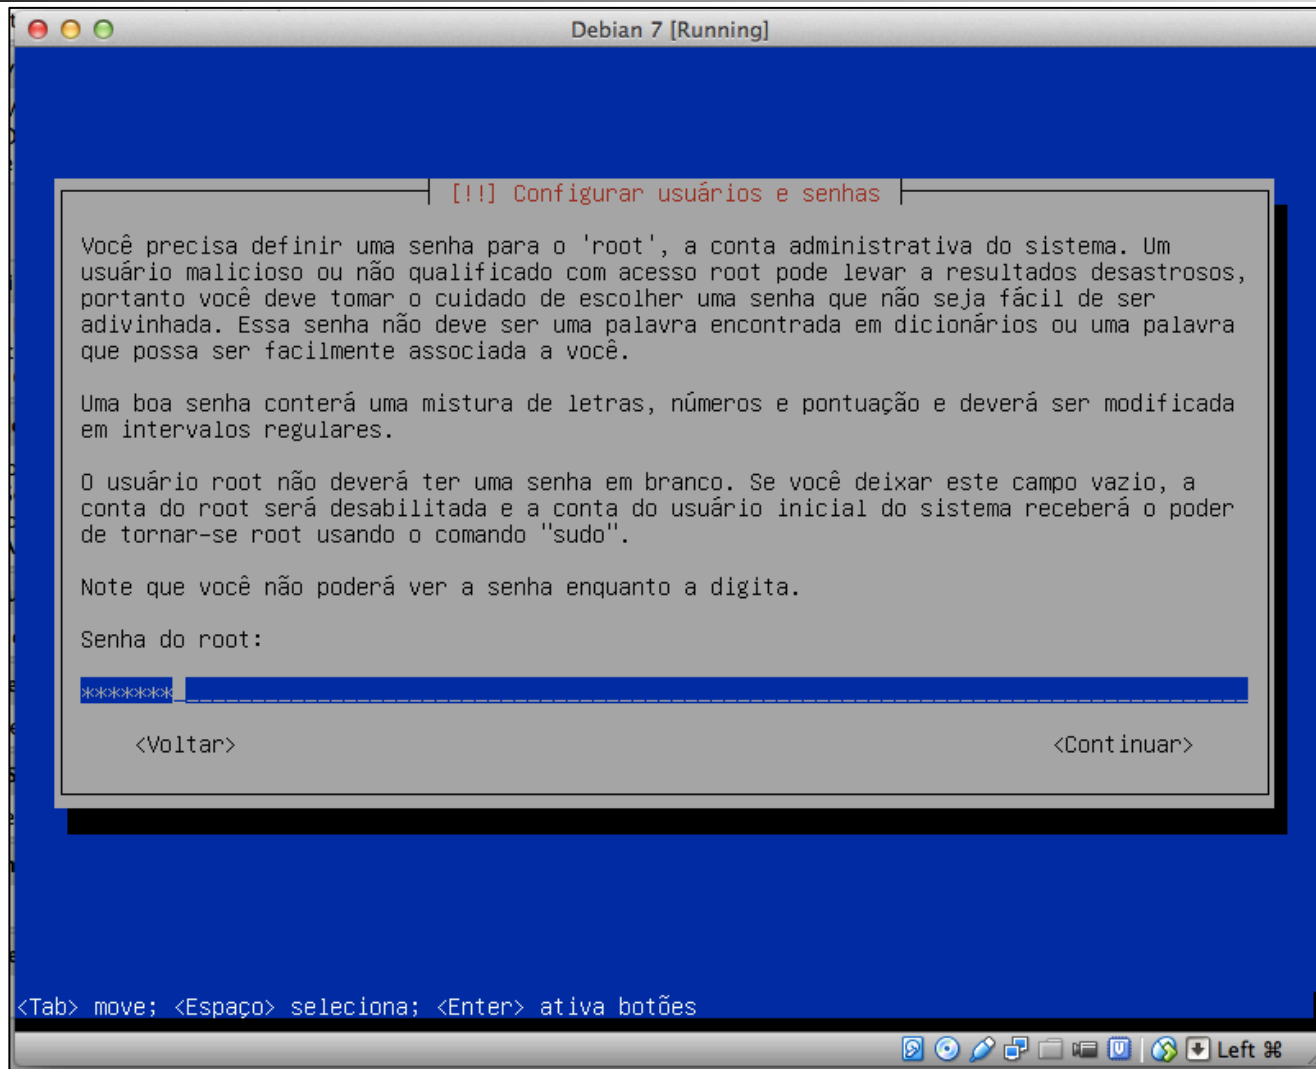 Debian 7 [Running]
[!!] Configurar usuários e senhas
Você precisa definir uma senha para o 'root', a conta administrativa do sistema. Um
usuário malicioso ou não qualificado com acesso root pode levar a resultados desastrosos,
portanto você deve tomar o cuidado de escolher uma senha que não seja fácil de ser
adivinhada. Essa senha não deve ser uma palavra encontrada em dicionários ou uma palavra
que possa ser facilmente associada a você.
Uma boa senha conterá uma mistura de letras, números e pontuação e deverá ser modificada
em intervalos regulares.
O usuário root não deverá ter uma senha em branco. Se você deixar este campo vazio, a
conta do root será desabilitada e a conta do usuário inicial do sistema receberá o poder
de tornar-se root usando o comando "sudo".
Note que você não poderá ver a senha enquanto a digita.
Senha do root:
*******
<Voltar> <Continuar>
<Tab> move; <Espaço> seleciona; <Enter> ativa botões
Left ⌘